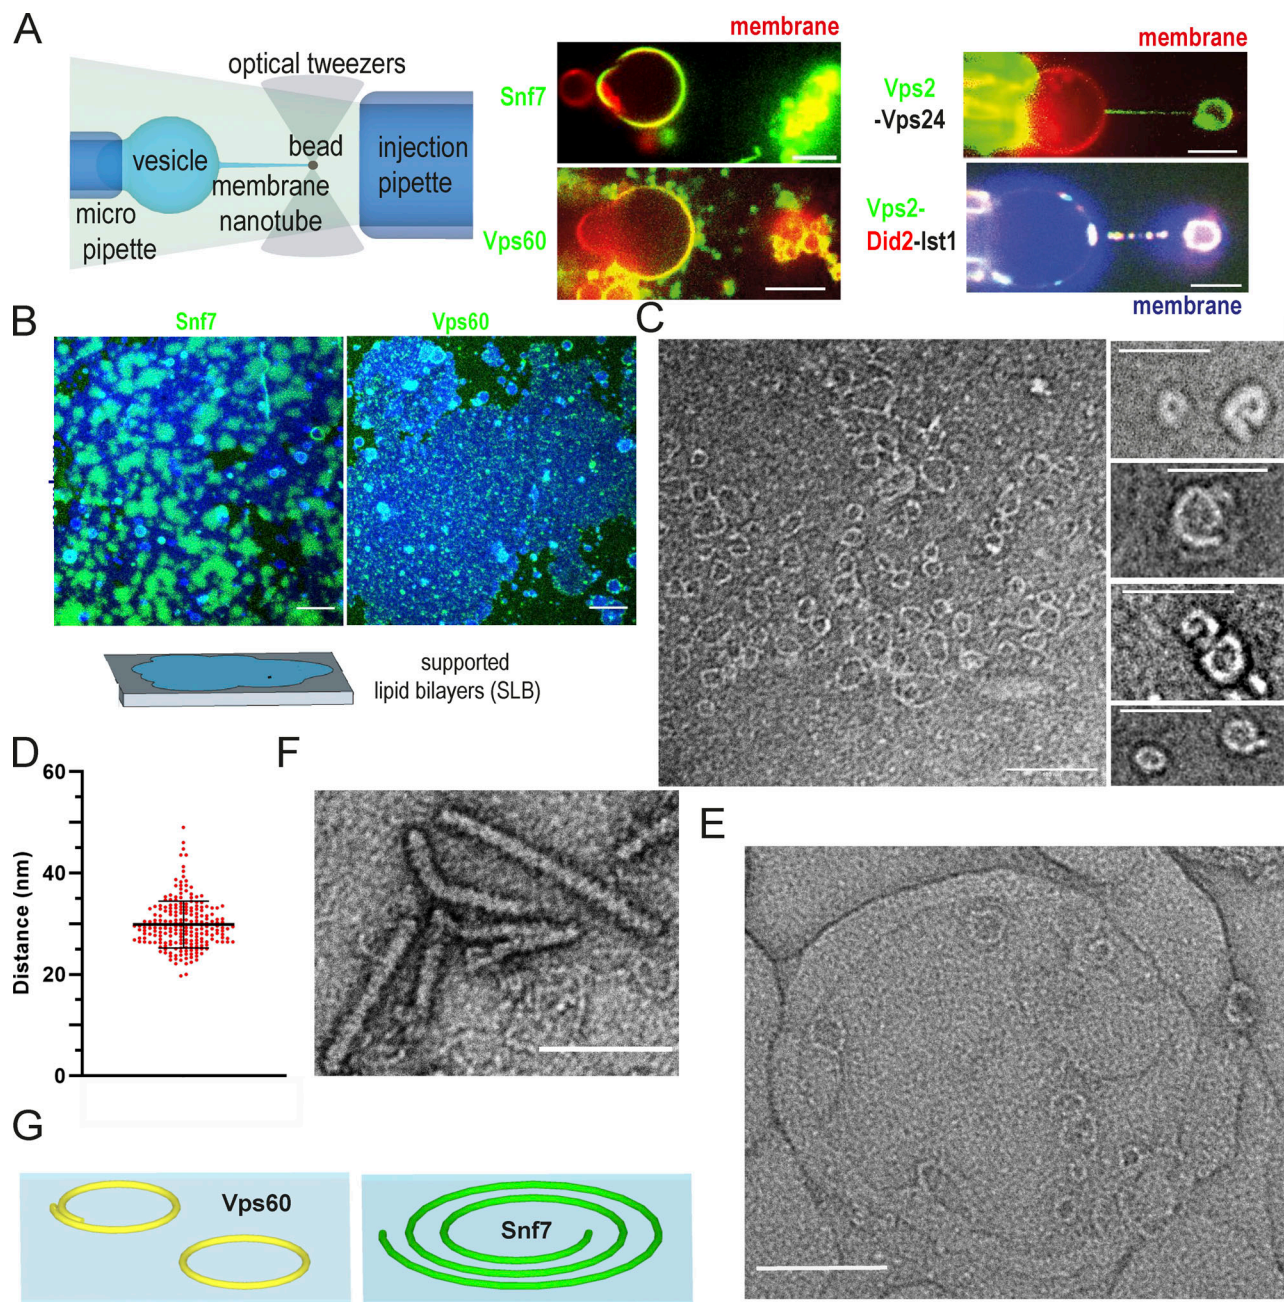 A
optical tweezers
vesicle
bead
injection
pipette
membrane
nanotube
micro
pipette
membrane
Snf7
Vps60
membrane
Vps2
-Vps24
Vps2-
Did2-Ist1
membrane
B
Snf7
Vps60
supported
lipid bilayers (SLB)
C
D
60
40
20
0
Distance (nm)
F
E
G
Vps60
Snf7